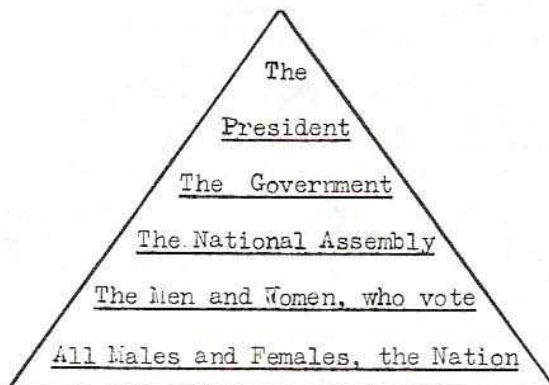 The
President
The Government
The National Assembly
The Men and Women, who vote
All Males and Females, the Nation